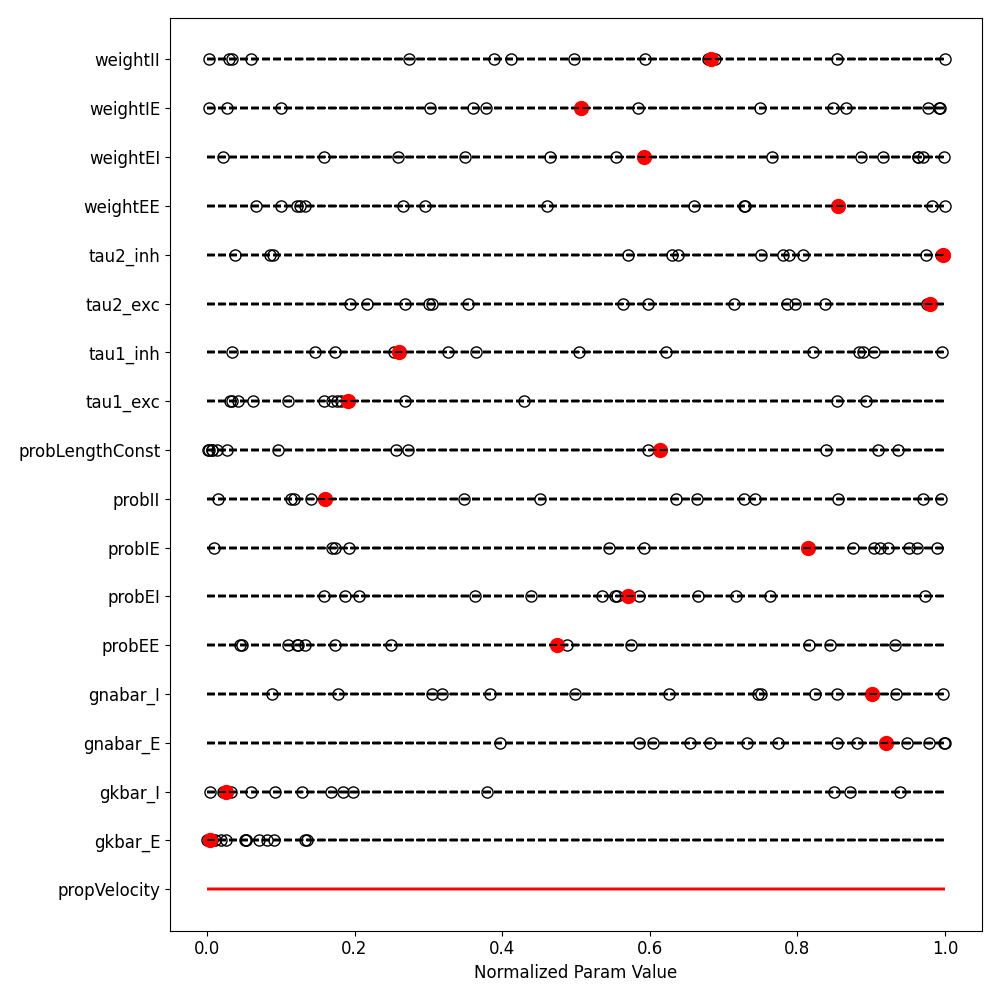 weightII
weightIE
weightEI
weightEE
tau2_inh
tau2_exc
tau1_inh
tau1_exc
probLengthConst
probII
probIE
probEI
probEE
gnabar_I
gnabar_E
gkbar_I
gkbar_E
propVelocity
0.0 0.2 0.4 0.6 0.8 1.0
Normalized Param Value